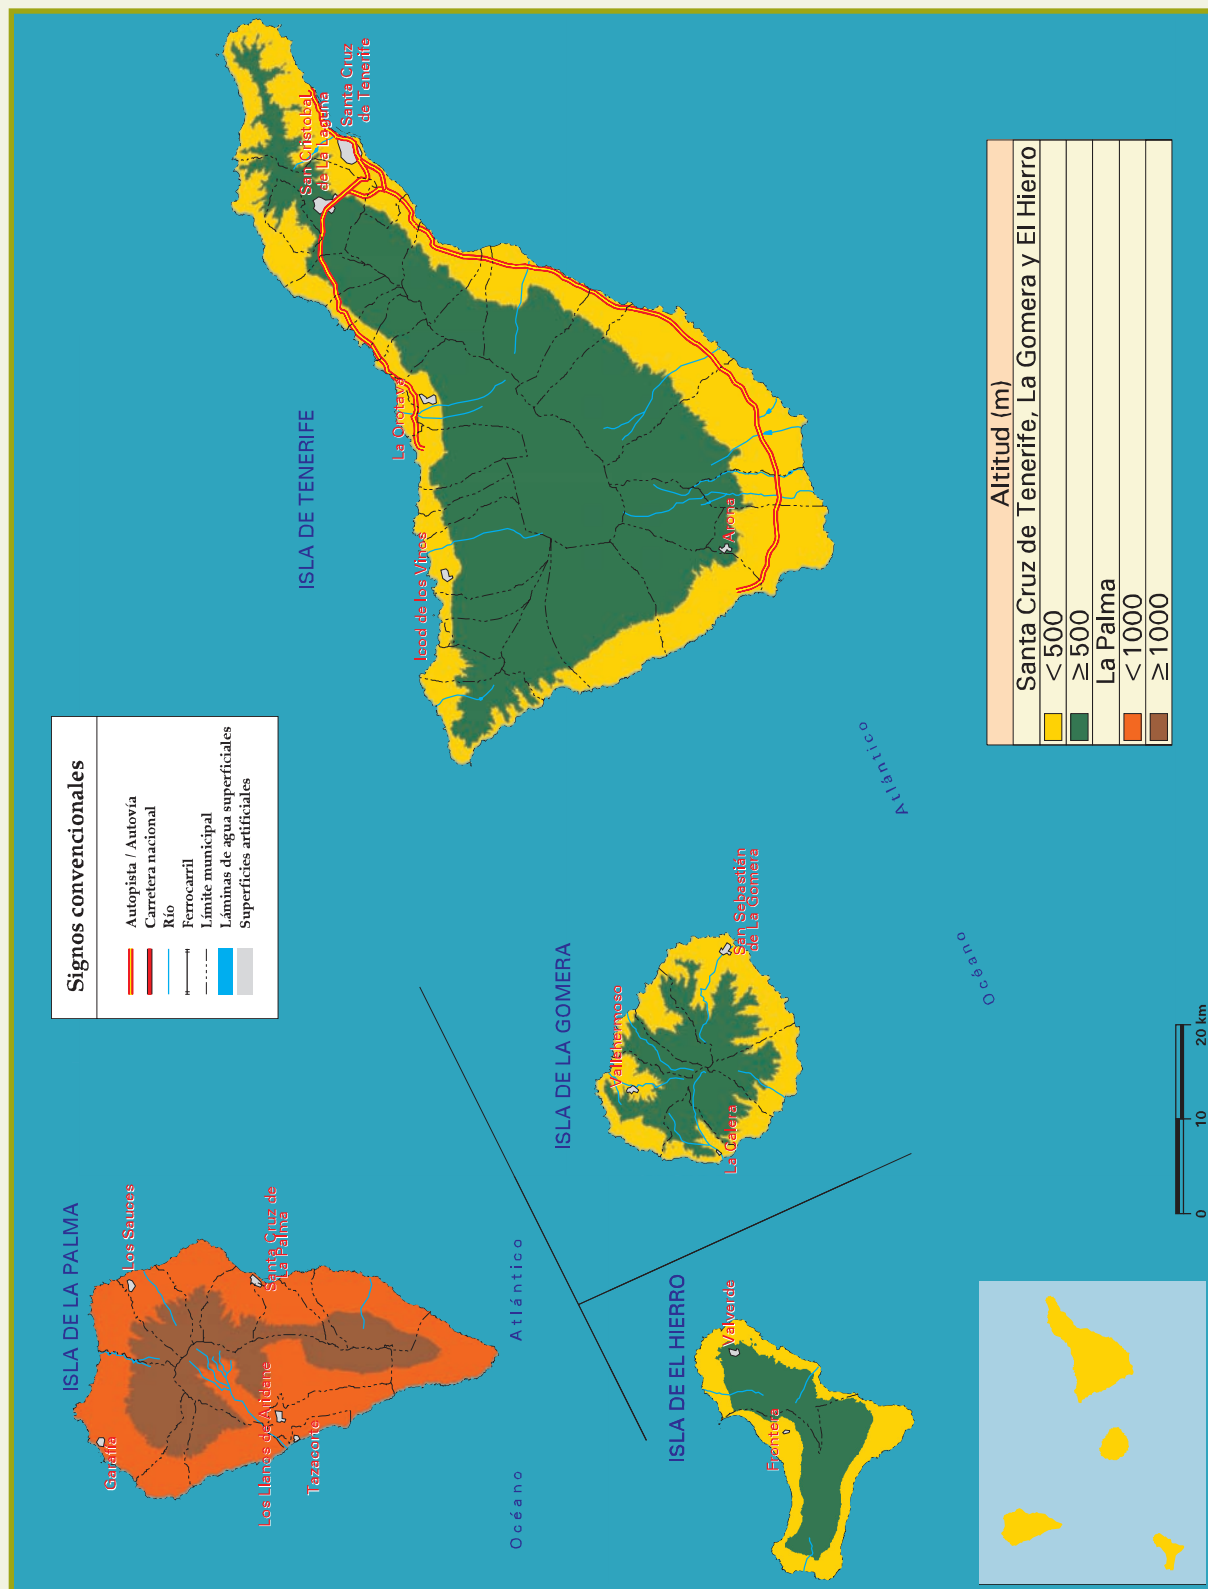 ISLA DE LA PALMA
Los Sauces
Garafía
Santa Cruz de
La Palma
Los Llanos de Aridane
Tazacorte
Océano Atlántico
Signos convencionales
Autopista / Autovía
Carretera nacional
Río
Ferrocarril
Límite municipal
Láminas de agua superficiales
Superficies artificiales
ISLA DE TENERIFE
San Cristobal
de La Laguna
Santa Cruz
de Tenerife
La Orotava
Icod de los Vinos
Arona
ISLA DE LA GOMERA
Vallehermoso
San Sebastián
de La Gomera
La Calera
ISLA DE EL HIERRO
Valverde
Frontera
Océano Atlántico
Altitud (m)
Santa Cruz de Tenerife, La Gomera y El Hierro
< 500
≥ 500
La Palma
< 1000
≥ 1000
0 10 20 km